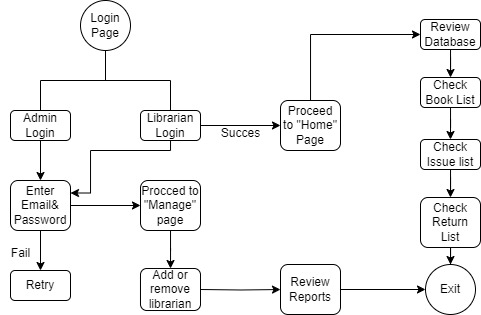 Login
Page
Review
Database
Check
Book List
Admin
Login
Librarian
Login
Succes
Proceed
to "Home"
Page
Check
Issue list
Enter
Email&
Password
Procced to
"Manage"
page
Check
Return
List
Fail
Retry
Add or
remove
librarian
Review
Reports
Exit